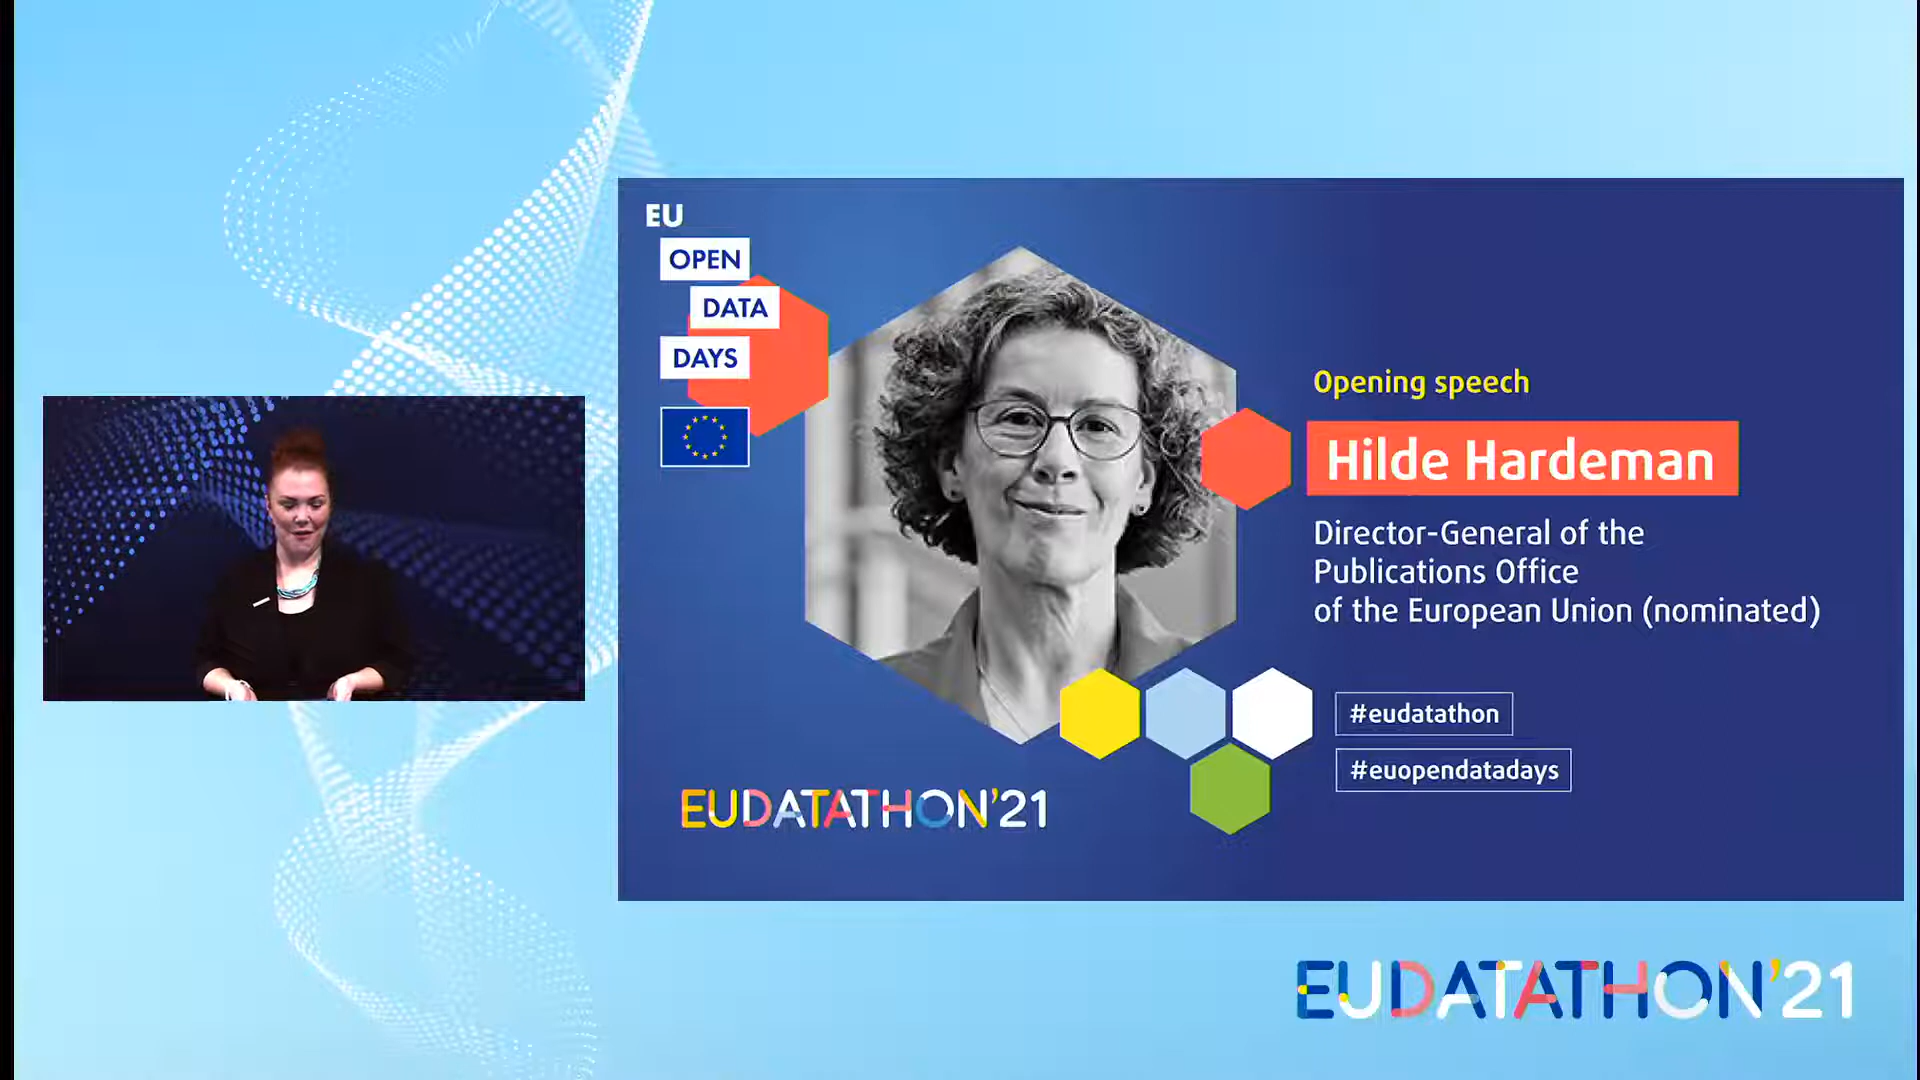 EU
OPEN
DATA
DAYS
Opening speech
Hilde Hardeman
Director-General of the
Publications Office
of the European Union (nominated)
#eudatathon
#euopendatadays
EUDATATHON'21
EUDATATHON'21